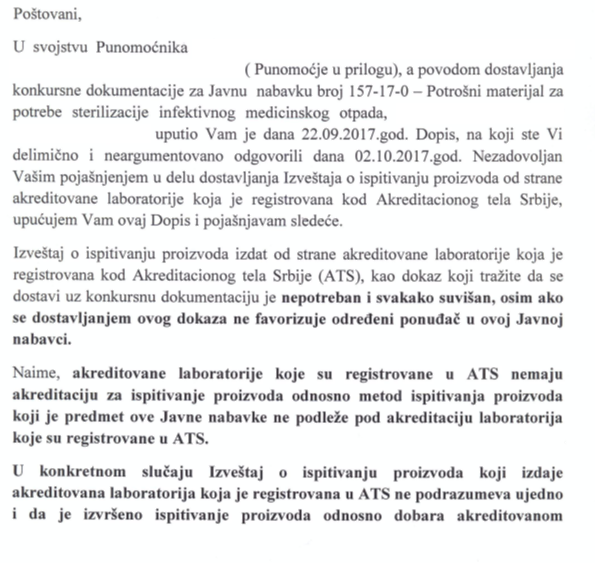 Poštovani,
U svojstvu Punomoćnika
( Punomoćje u prilogu), a povodom dostavljanja
konkursne dokumentacije za Javnu nabavku broj 157-17-0 – Potrošni materijal za
potrebe sterilizacije infektivnog medicinskog otpada,
uputio Vam je dana 22.09.2017.god. Dopis, na koji ste Vi
delimično i neargumentovano odgovorili dana 02.10.2017.god. Nezadovoljan
Vašim pojašnjenjem u delu dostavljanja Izveštaja o ispitivanju proizvoda od strane
akreditovane laboratorije koja je registrovana kod Akreditacionog tela Srbije,
upućujem Vam ovaj Dopis i pojašnjavam sledeće.
Izveštaj o ispitivanju proizvoda izdat od strane akreditovane laboratorije koja je
registrovana kod Akreditacionog tela Srbije (ATS), kao dokaz koji tražite da se
dostavi uz konkursnu dokumentaciju je nepotreban i svakako suvišan, osim ako
se dostavljanjem ovog dokaza ne favorizuje određeni ponuđač u ovoj Javnoj
nabavci.
Naime, akreditovane laboratorije koje su registrovane u ATS nemaju
akreditaciju za ispitivanje proizvoda odnosno metod ispitivanja proizvoda
koji je predmet ove Javne nabavke ne podleže pod akreditaciju laboratorija
koje su registrovane u ATS.
U konkretnom slučaju Izveštaj o ispitivanju proizvoda koji izdaje
akreditovana laboratorija koja je registrovana u ATS ne podrazumeva ujedno
i da je izvršeno ispitivanje proizvoda odnosno dobara akreditovanom